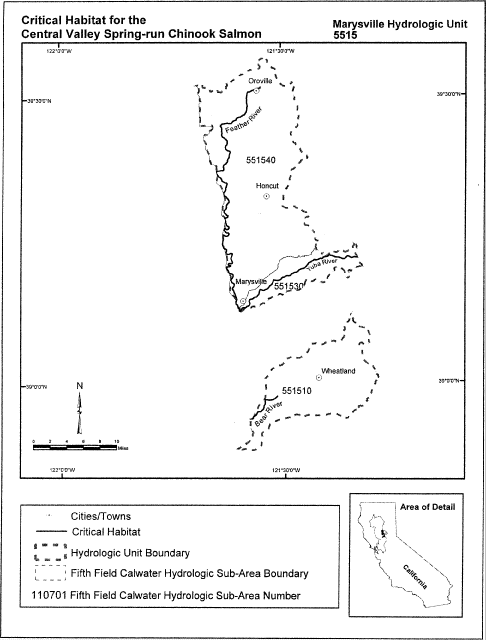 Critical Habitat for the
Central Valley Spring-run Chinook Salmon
Marysville Hydrologic Unit
5515
122°0'0"W
121°30'0"W
39°30'0"N
39°30'0"N
Oroville
Feather River
551540
Honcut
Marysville
Yuba River
551530
Wheatland
551510
Bear River
39°0'0"N
39°0'0"N
N
0 2 4 6 8 10
Miles
122°0'0"W
121°30'0"W
Cities/Towns
Critical Habitat
Hydrologic Unit Boundary
Fifth Field Calwater Hydrologic Sub-Area Boundary
110701 Fifth Field Calwater Hydrologic Sub-Area Number
Area of Detail
California